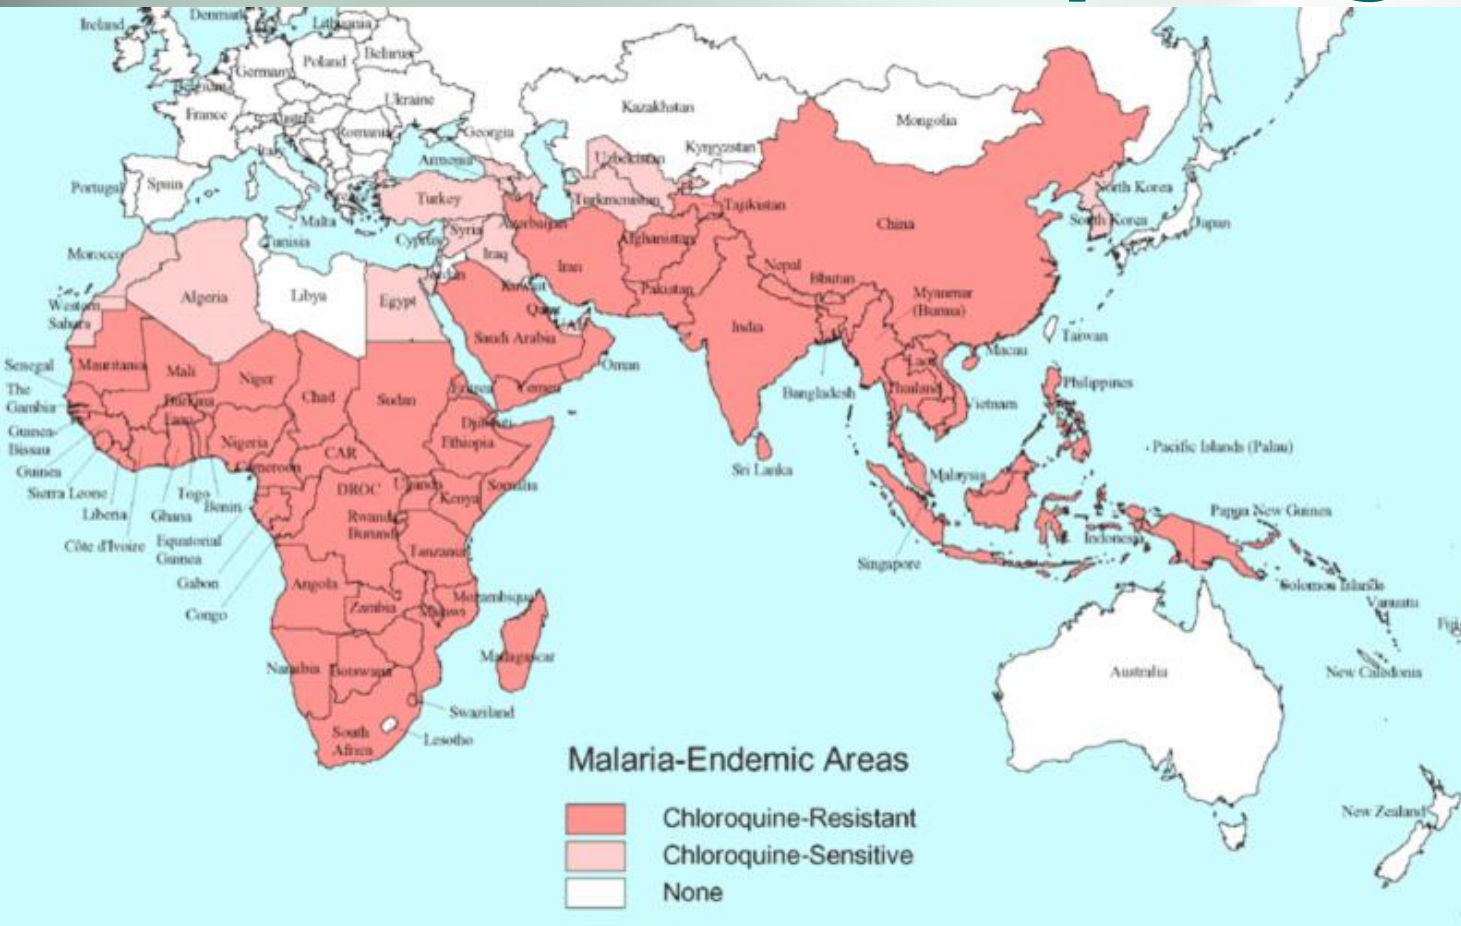 Ireland
Denmark
Lithuania
Belarus
Poland
Germany
Belgium
Ukraine
France
Austria
Romania
Italy
Georgia
Armenia
Kazakhstan
Mongolia
Uzbekistan
Kyrgyzstan
Portugal
Spain
Turkey
Turkmenistan
Tajikistan
North Korea
South Korea
Japan
China
Malta
Tunisia
Cyprus
Syria
Azerbaijan
Afghanistan
Morocco
Iraq
Iran
Jordan
Kuwait
Pakistan
Nepal
Bhutan
Algeria
Libya
Egypt
Western
Sahara
Qatar
UAE
Myanmar
(Burma)
India
Saudi Arabia
Taiwan
Macau
Laos
Senegal
Mauritania
Mali
Niger
Oman
The
Gambia
Chad
Sudan
Eritrea
Yemen
Bangladesh
Thailand
Vietnam
Philippines
Burkina
Faso
Guinea-
Bissau
Djibouti
Nigeria
Ethiopia
CAR
Guinea
Cameroon
Sri Lanka
Malaysia
Pacific Islands (Palau)
Sierra Leone
Togo
Benin
DROC
Uganda
Kenya
Somalia
Liberia
Ghana
Rwanda
Burundi
Papua New Guinea
Côte d'Ivoire
Equatorial
Guinea
Tanzania
Indonesia
Singapore
Gabon
Angola
Solomon Islands
Congo
Zambia
Malawi
Mozambique
Vanuatu
Fiji
Namibia
Botswana
Madagascar
Australia
New Caledonia
Swaziland
South
Africa
Lesotho
Malaria-Endemic Areas
Chloroquine-Resistant
Chloroquine-Sensitive
None
New Zealand